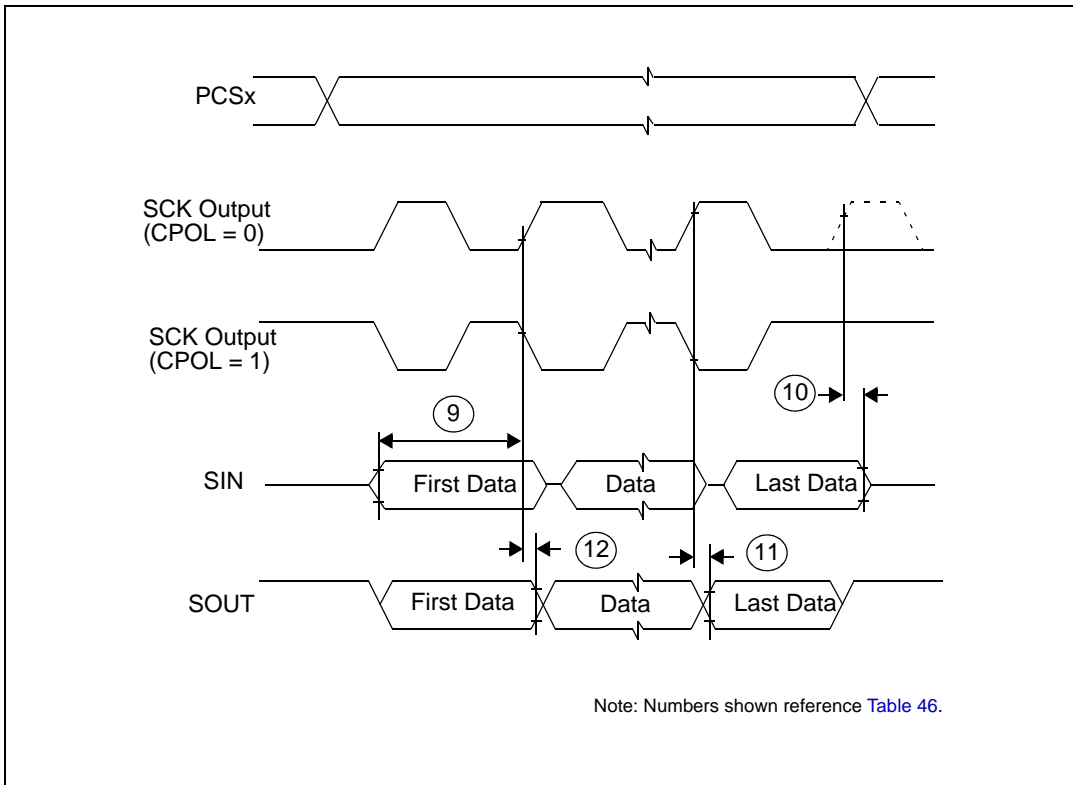 PCSx
SCK Output
(CPOL = 0)
SCK Output
(CPOL = 1)
10
9
SIN
First Data
Data
Last Data
12
11
SOUT
First Data
Data
Last Data
Note: Numbers shown reference Table 46.